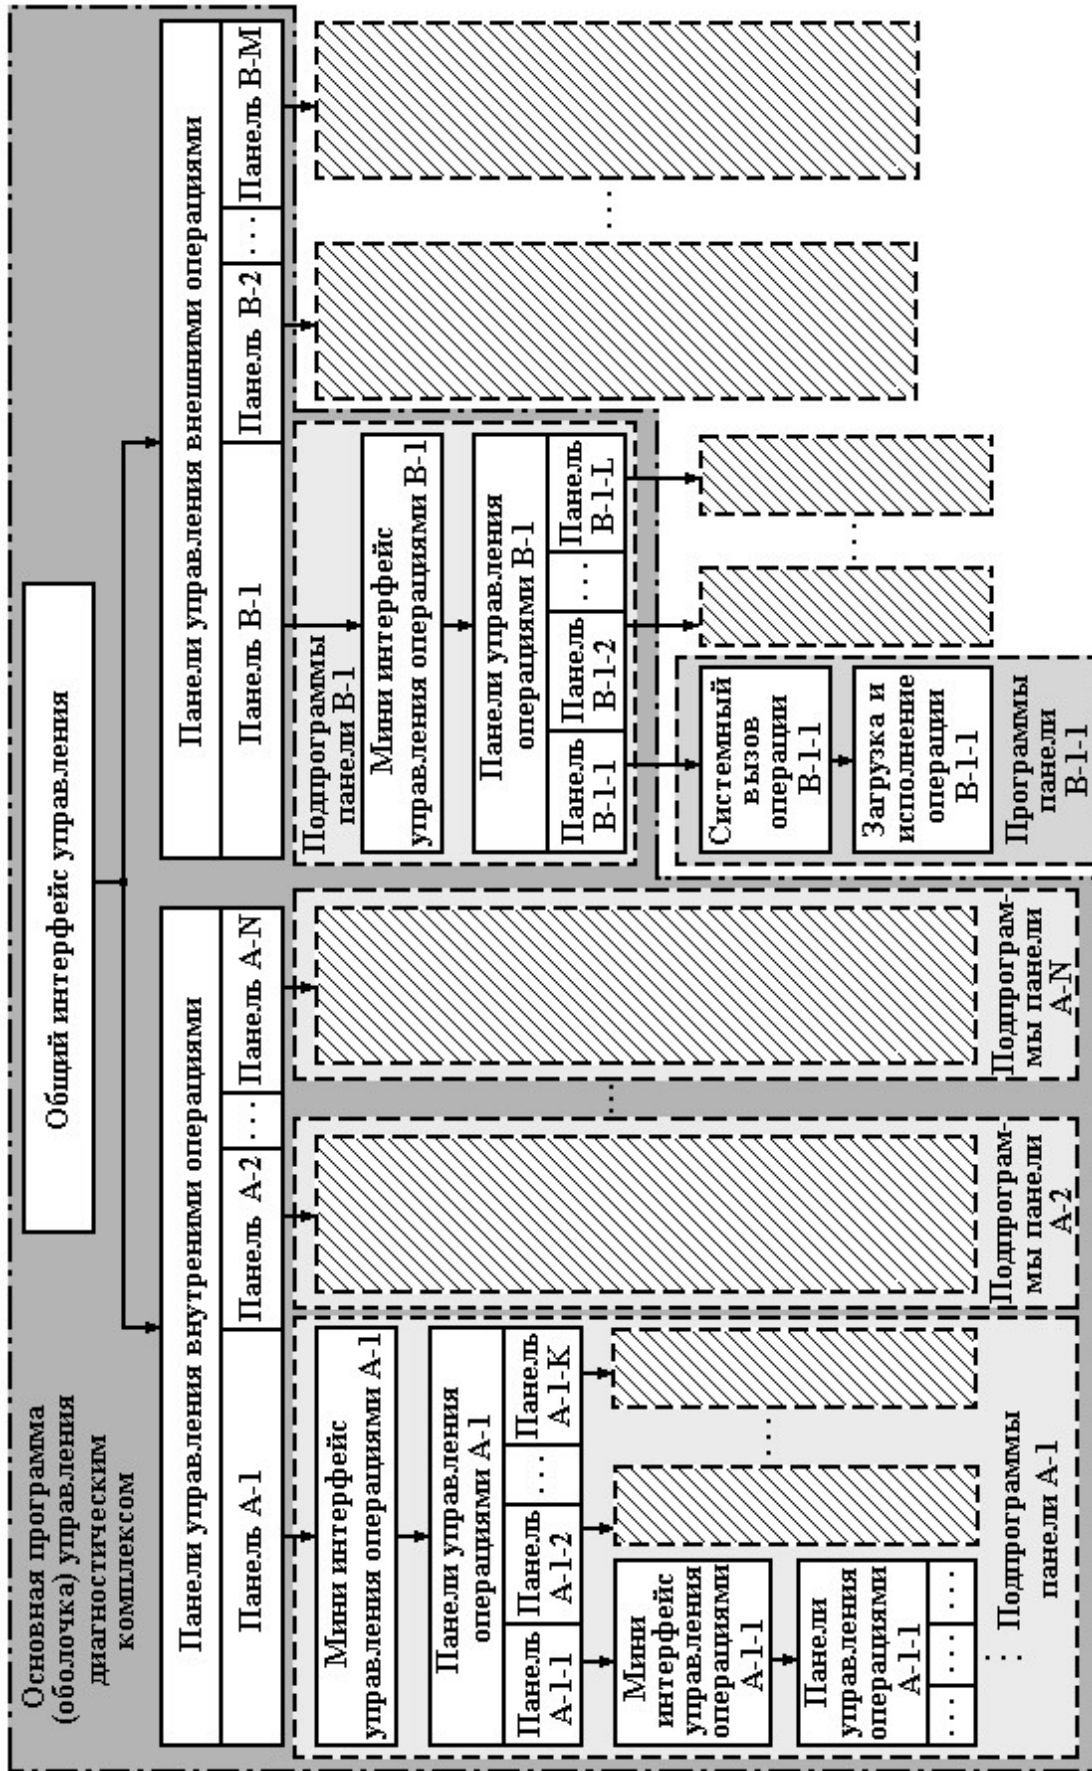 Основная программа
(оболочка) управления
диагностическим
комплексом
Общий интерфейс управления
Панели управления внутреними операциями
Панель А-1
Панель А-2
...
Панель А-N
Панели управления внешними операциями
Панель В-1
Панель В-2
...
Панель В-М
Мини интерфейс
управления операциями А-1
Панели управления
операциями А-1
Панель
А-1-1
Панель
А-1-2
...
Панель
А-1-К
Мини
интерфейс
управления
операциями
А-1-1
Панели
управления
операциями
А-1-1
...
...
...
...
Подпрограммы
панели А-1
Подпрограм-
мы панели
А-2
...
Подпрограм-
мы панели
А-N
Подпрограммы
панели В-1
Мини интерфейс
управления операциями В-1
Панели управления
операциями В-1
Панель
В-1-1
Панель
В-1-2
...
Панель
В-1-L
Системный
вызов
операции
В-1-1
Загрузка и
исполнение
операции
В-1-1
Программы
панели
В-1-1
...
...